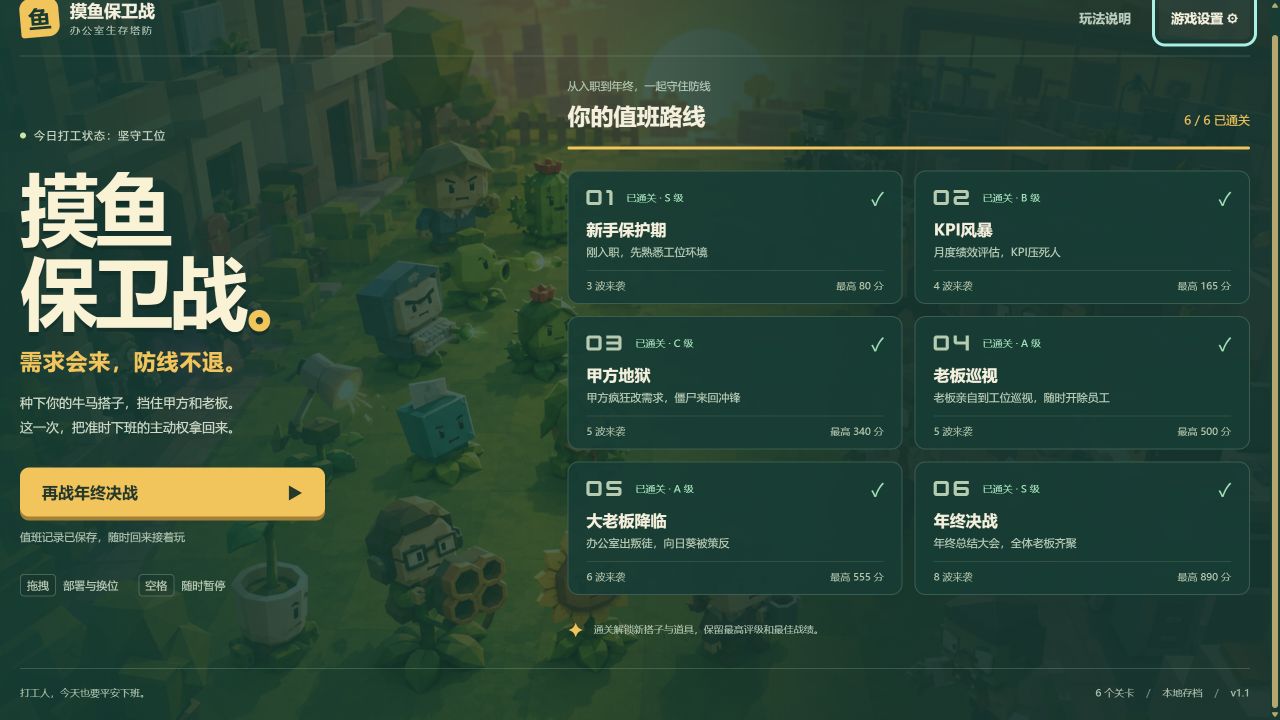 鱼
摸鱼保卫战
办公室生存塔防
玩法说明
游戏设置 ⚙
今日打工状态：坚守工位
摸鱼
保卫战。
需求会来，防线不退。
种下你的牛马搭子，挡住甲方和老板。
这一次，把准时下班的主动权拿回来。
再战年终决战 ▶
值班记录已保存，随时回来接着玩
拖拽 部署与换位 空格 随时暂停
从入职到年终，一起守住防线
你的值班路线
6 / 6 已通关
01 已通关 · S 级 ✓
新手保护期
刚入职，先熟悉工位环境
3 波来袭 最高 80 分
02 已通关 · B 级 ✓
KPI风暴
月度绩效评估，KPI压死人
4 波来袭 最高 165 分
03 已通关 · C 级 ✓
甲方地狱
甲方疯狂改需求，僵尸来回冲锋
5 波来袭 最高 340 分
04 已通关 · A 级 ✓
老板巡视
老板亲自到工位巡视，随时开除员工
5 波来袭 最高 500 分
05 已通关 · A 级 ✓
大老板降临
办公室出叛徒，向日葵被策反
6 波来袭 最高 555 分
06 已通关 · S 级 ✓
年终决战
年终总结大会，全体老板齐聚
8 波来袭 最高 890 分
通关解锁新搭子与道具，保留最高评级和最佳战绩。
打工人，今天也要平安下班。
6 个关卡 / 本地存档 / v1.1